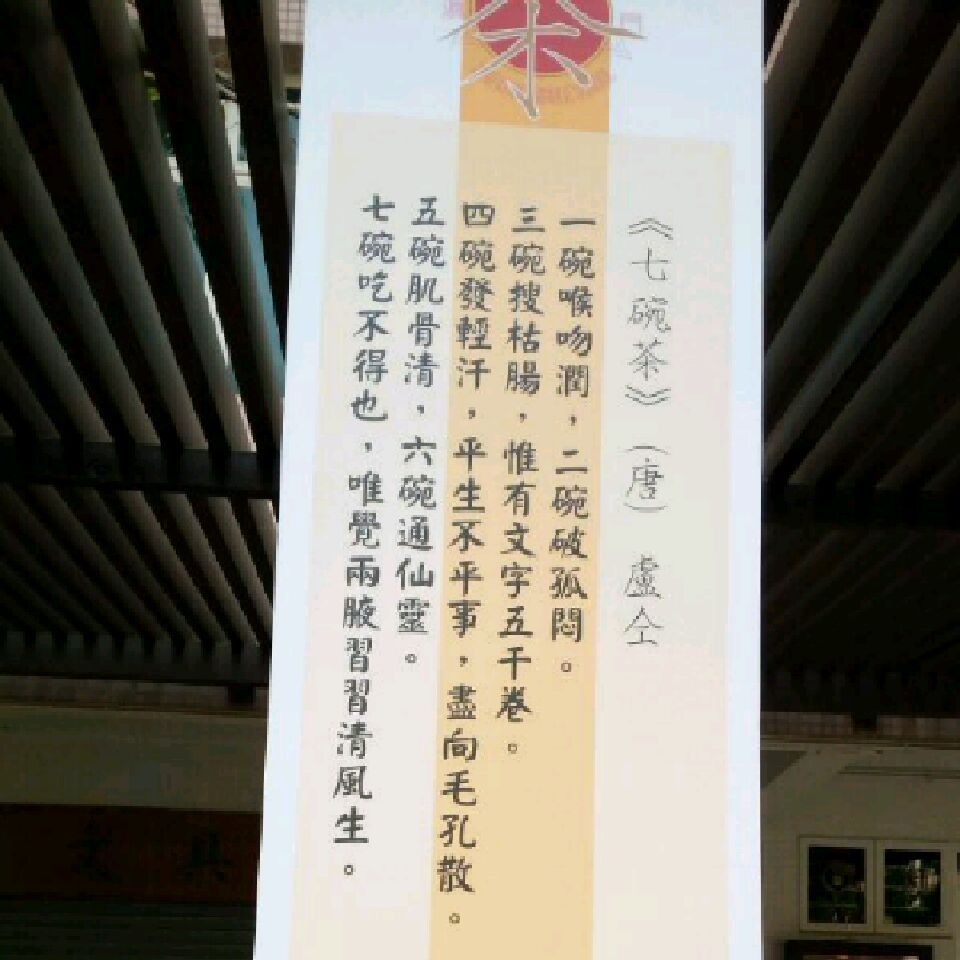 茶
《七碗茶》（唐） 盧仝
一碗喉吻潤，二碗破孤悶。
三碗搜枯腸，惟有文字五千卷。
四碗發輕汗，平生不平事，盡向毛孔散。
五碗肌骨清，六碗通仙靈。
七碗吃不得也，唯覺兩腋習習清風生。